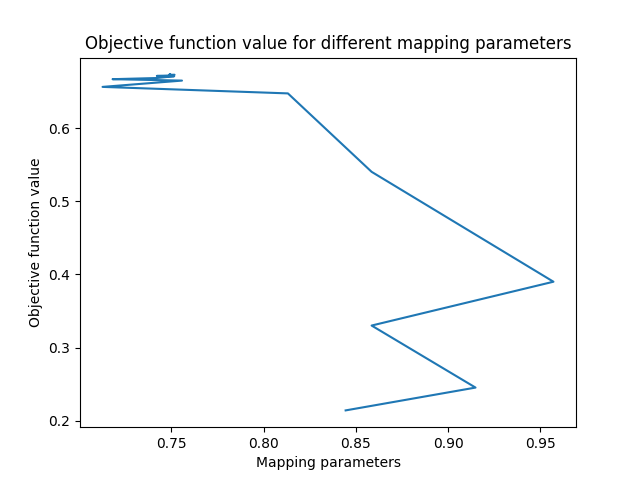 Objective function value for different mapping parameters
Objective function value
0.6
0.5
0.4
0.3
0.2
0.75 0.80 0.85 0.90 0.95
Mapping parameters